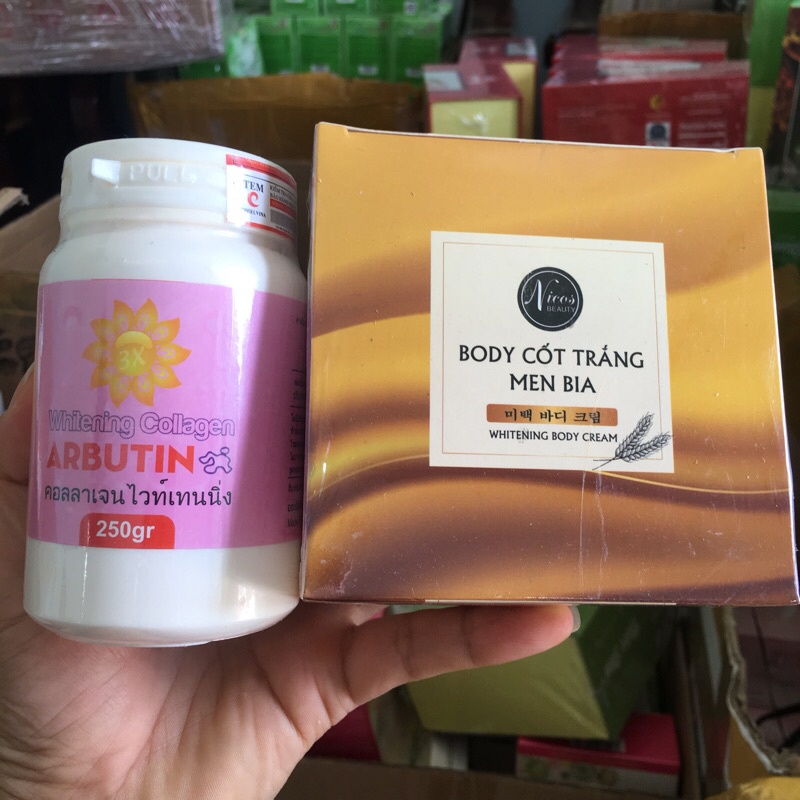 PULL
TEM
3X
Whitening Collagen
ARBUTIN
คอลลาเจนไวท์เทนนิ่ง
250gr
Nicos
BEAUTY
BODY CỐT TRẮNG
MEN BIA
미백 바디 크림
WHITENING BODY CREAM